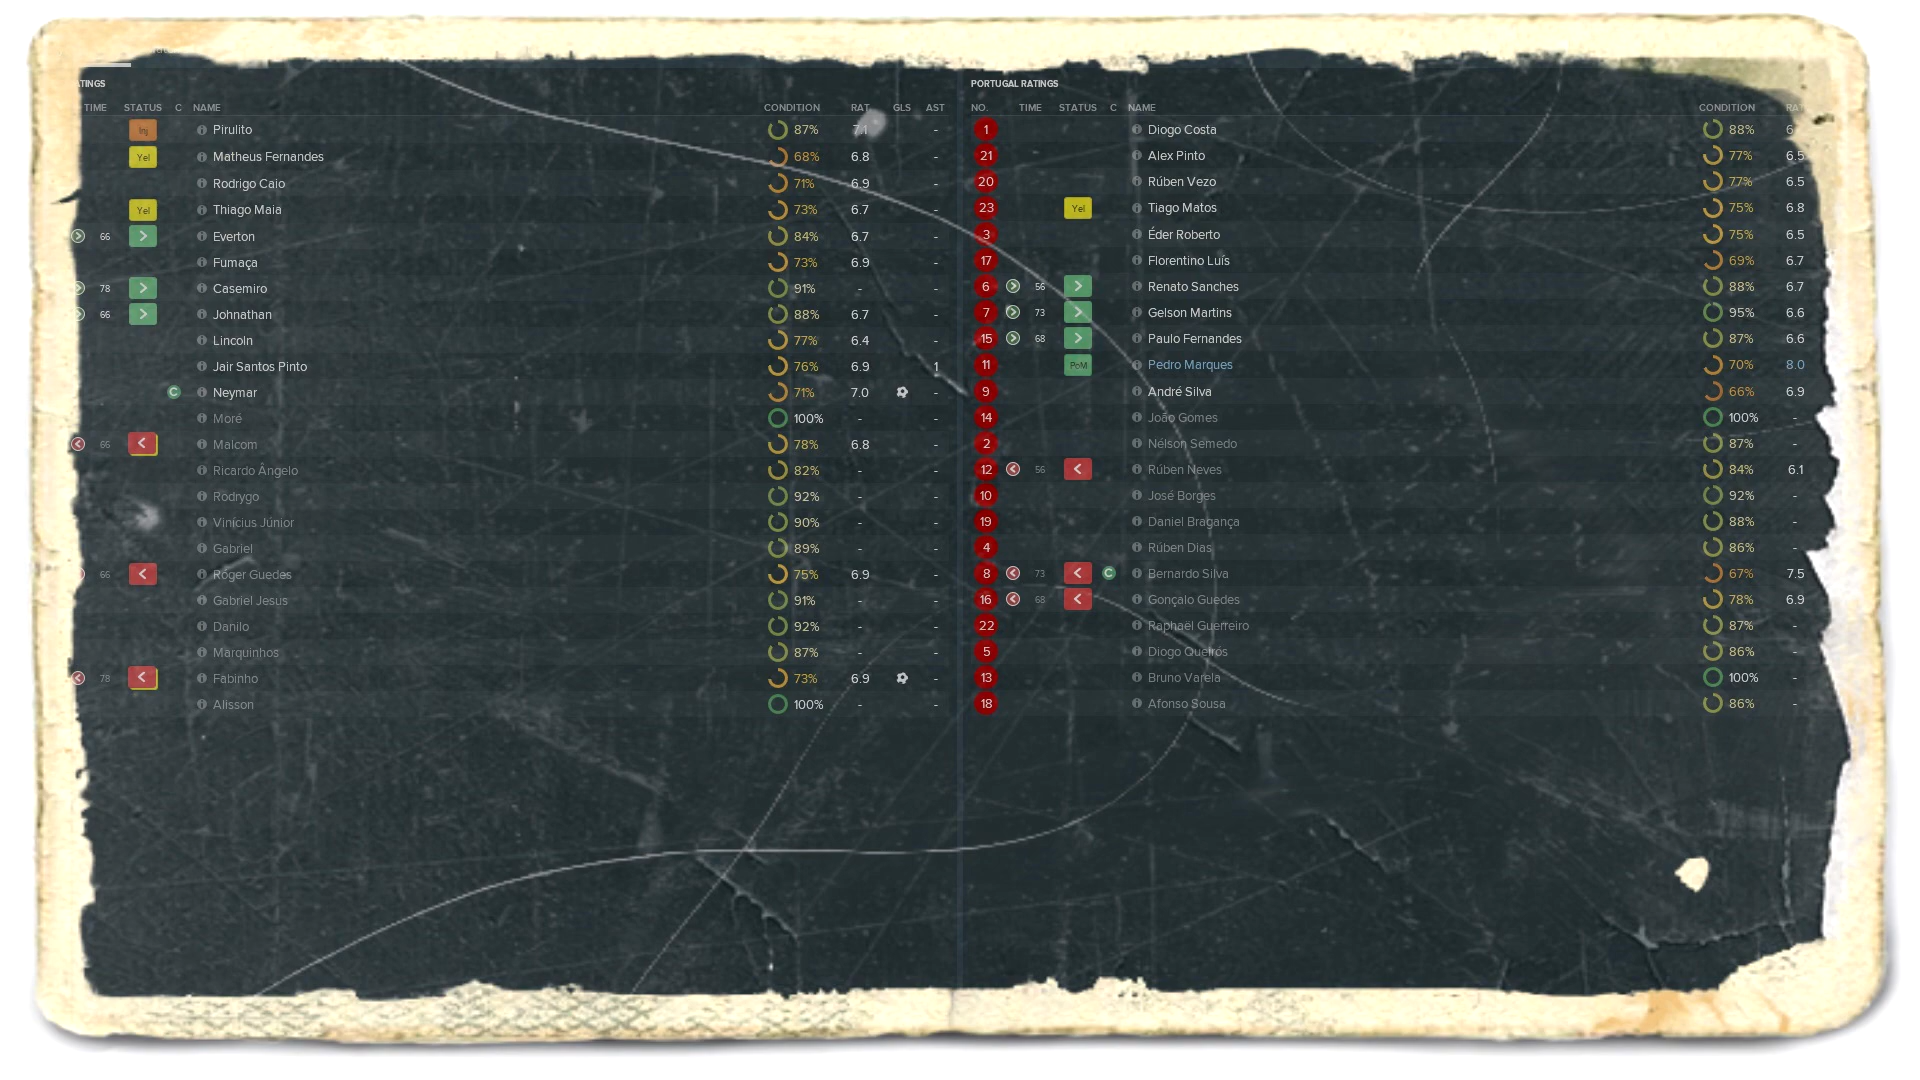 ATINGS
TIME STATUS C NAME CONDITION RAT GLS AST
Inj Pirulito 87% 7.1 -
Yel Matheus Fernandes 68% 6.8 -
Rodrigo Caio 71% 6.9 -
Yel Thiago Maia 73% 6.7 -
66 Everton 84% 6.7 -
Fumaça 73% 6.9 -
78 Casemiro 91% - -
66 Johnathan 88% 6.7 -
Lincoln 77% 6.4 -
Jair Santos Pinto 76% 6.9 1
C Neymar 71% 7.0 -
Moré 100% - -
66 Malcom 78% 6.8 -
Ricardo Ângelo 82% - -
Rodrygo 92% - -
Vinícius Júnior 90% - -
Gabriel 89% - -
66 Róger Guedes 75% 6.9 -
Gabriel Jesus 91% - -
Danilo 92% - -
Marquinhos 87% - -
78 Fabinho 73% 6.9 -
Alisson 100% - -
PORTUGAL RATINGS
NO. TIME STATUS C NAME CONDITION RAT
1 Diogo Costa 88% 6
21 Alex Pinto 77% 6.5
20 Rúben Vezo 77% 6.5
23 Yel Tiago Matos 75% 6.8
3 Éder Roberto 75% 6.5
17 Florentino Luís 69% 6.7
6 56 Renato Sanches 88% 6.7
7 73 Gelson Martins 95% 6.6
15 68 Paulo Fernandes 87% 6.6
11 PoM Pedro Marques 70% 8.0
9 André Silva 66% 6.9
14 João Gomes 100% -
2 Nélson Semedo 87% -
12 56 Rúben Neves 84% 6.1
10 José Borges 92% -
19 Daniel Bragança 88% -
4 Rúben Dias 86% -
8 73 C Bernardo Silva 67% 7.5
16 68 Gonçalo Guedes 78% 6.9
22 Raphaël Guerreiro 87% -
5 Diogo Queirós 86% -
13 Bruno Varela 100% -
18 Afonso Sousa 86% -